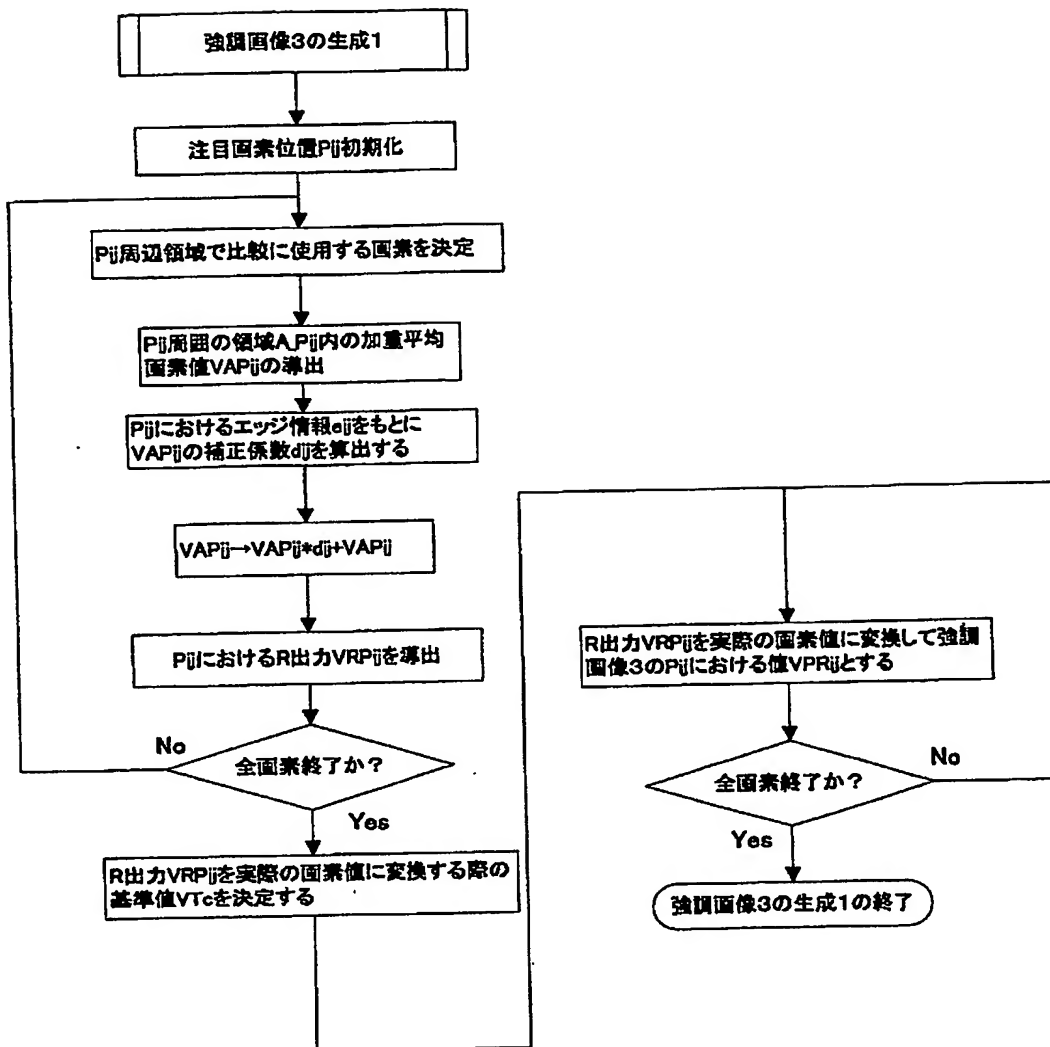 強調画像3の生成1
注目画素位置Pij初期化
Pij周辺領域で比較に使用する画素を決定
Pij周囲の領域A_Pij内の加重平均
画素値VAPijの導出
Pijにおけるエッジ情報eijをもとに
VAPijの補正係数dijを算出する
VAPij→VAPij*dij+VAPij
PijにおけるR出力VRPijを導出
No
全画素終了か？
Yes
R出力VRPijを実際の画素値に変換する際の
基準値VTcを決定する
R出力VRPijを実際の画素値に変換して強調
画像3のPijにおける値VPRijとする
全画素終了か？
No
Yes
強調画像3の生成1の終了